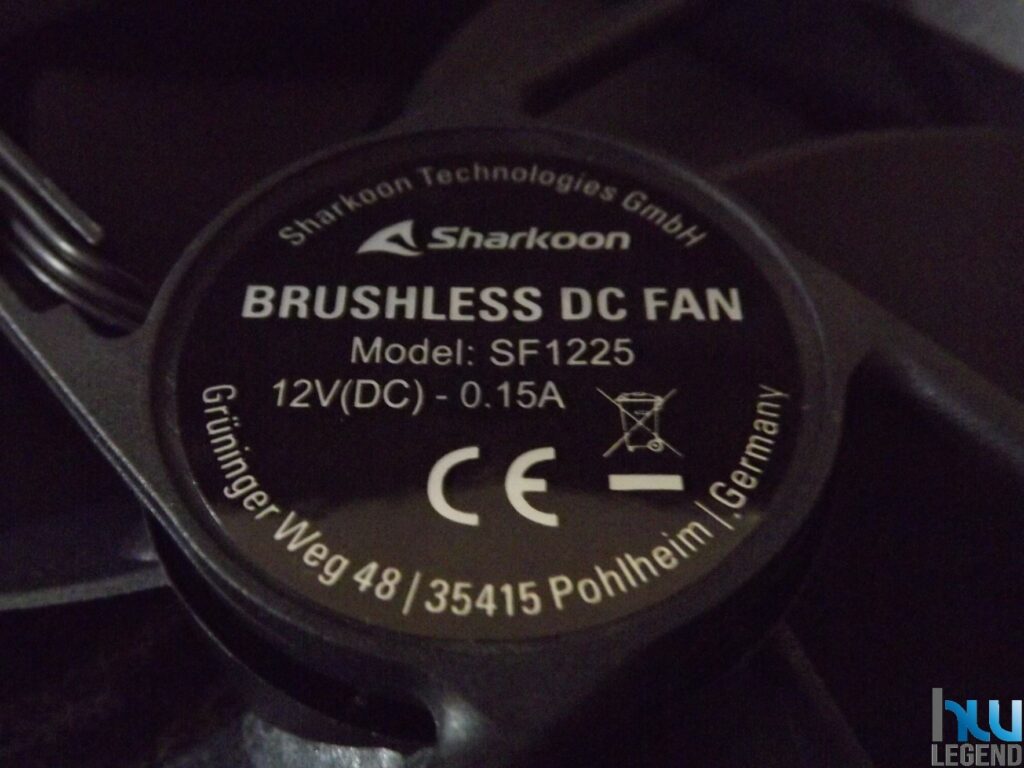 Sharkoon Technologies GmbH
Sharkoon
BRUSHLESS DC FAN
Model: SF1225
12V(DC) - 0.15A
CE
Grüninger Weg 48 | 35415 Pohlheim | Germany
hw
LEGEND